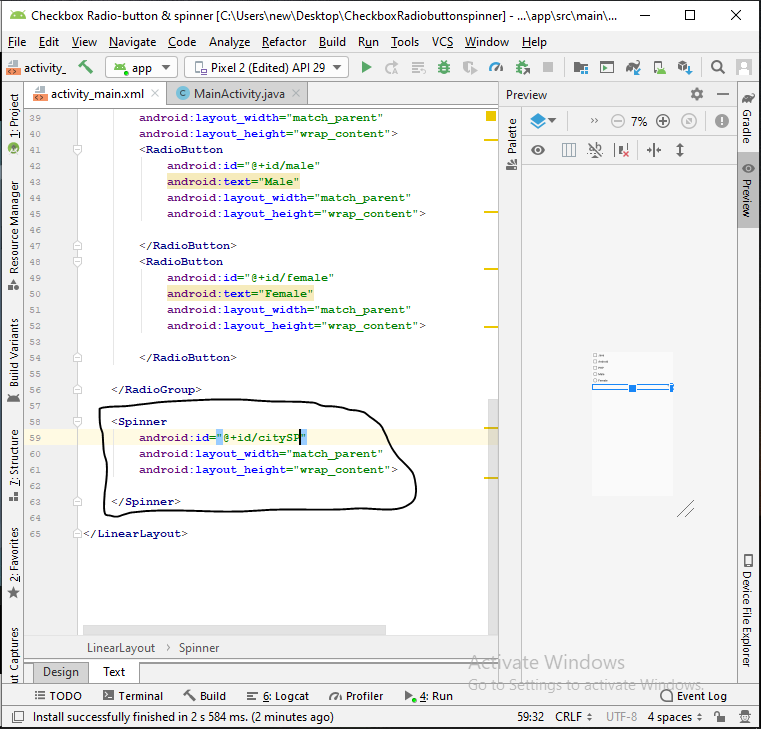 Checkbox Radio-button & spinner [C:\Users\new\Desktop\CheckboxRadiobuttonspinner] - ...\app\src\main\...
File Edit View Navigate Code Analyze Refactor Build Run Tools VCS Window Help
activity_ app Pixel 2 (Edited) API 29
activity_main.xml MainActivity.java Preview
1: Project
Resource Manager
Build Variants
7: Structure
2: Favorites
ut Captures
39 android:layout_width="match_parent"
40 android:layout_height="wrap_content">
41 <RadioButton
42 android:id="@+id/male"
43 android:text="Male"
44 android:layout_width="match_parent"
45 android:layout_height="wrap_content">
46
47 </RadioButton>
48 <RadioButton
49 android:id="@+id/female"
50 android:text="Female"
51 android:layout_width="match_parent"
52 android:layout_height="wrap_content">
53
54 </RadioButton>
55
56 </RadioGroup>
57
58 <Spinner
59 android:id="@+id/citySP"
60 android:layout_width="match_parent"
61 android:layout_height="wrap_content">
62
63 </Spinner>
64
65 </LinearLayout>
Palette
7%
Gradle
Preview
Device File Explorer
LinearLayout Spinner
Design Text
Activate Windows
Go to Settings to activate Windows.
TODO Terminal Build 6: Logcat Profiler 4: Run Event Log
Install successfully finished in 2 s 584 ms. (2 minutes ago) 59:32 CRLF UTF-8 4 spaces